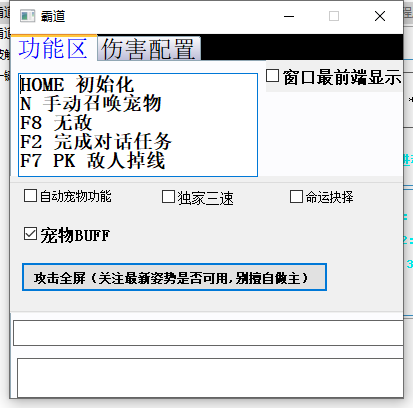 霸道
功能区 伤害配置
HOME 初始化
N 手动召唤宠物
F8 无敌
F2 完成对话任务
F7 PK 敌人掉线
窗口最前端显示
自动宠物功能 独家三速 命运抉择
宠物BUFF
攻击全屏（关注最新姿势是否可用,别擅自做主）